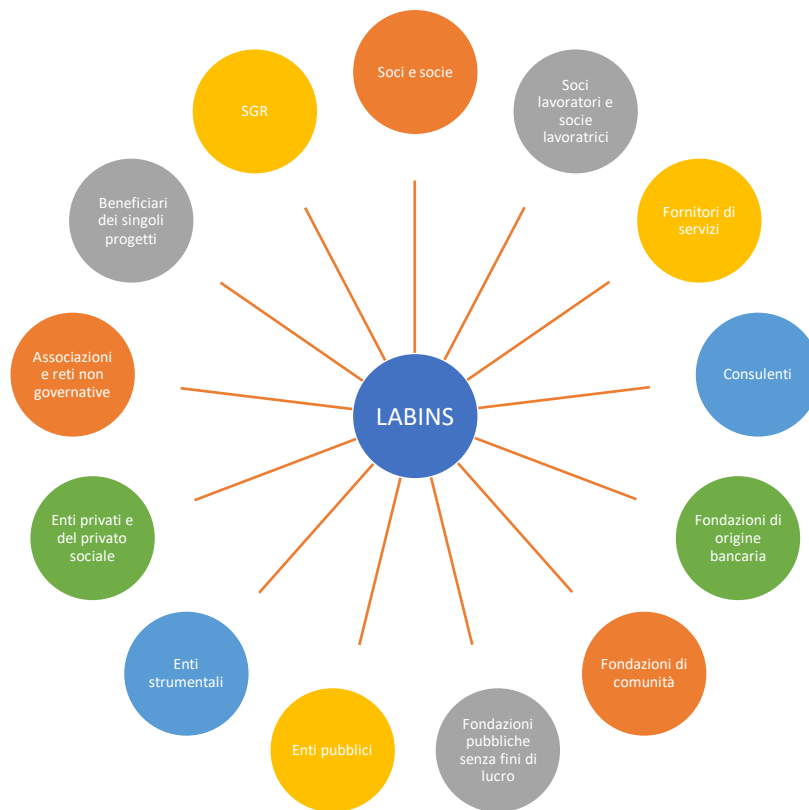 Soci e socie
Soci
lavoratori e
socie
lavoratrici
Fornitori di
servizi
Consulenti
Fondazioni di
origine
bancaria
Fondazioni di
comunità
Fondazioni
pubbliche
senza fini di
lucro
Enti pubblici
Enti
strumentali
Enti privati e
del privato
sociale
Associazioni
e reti non
governative
Beneficiari
dei singoli
progetti
SGR
LABINS